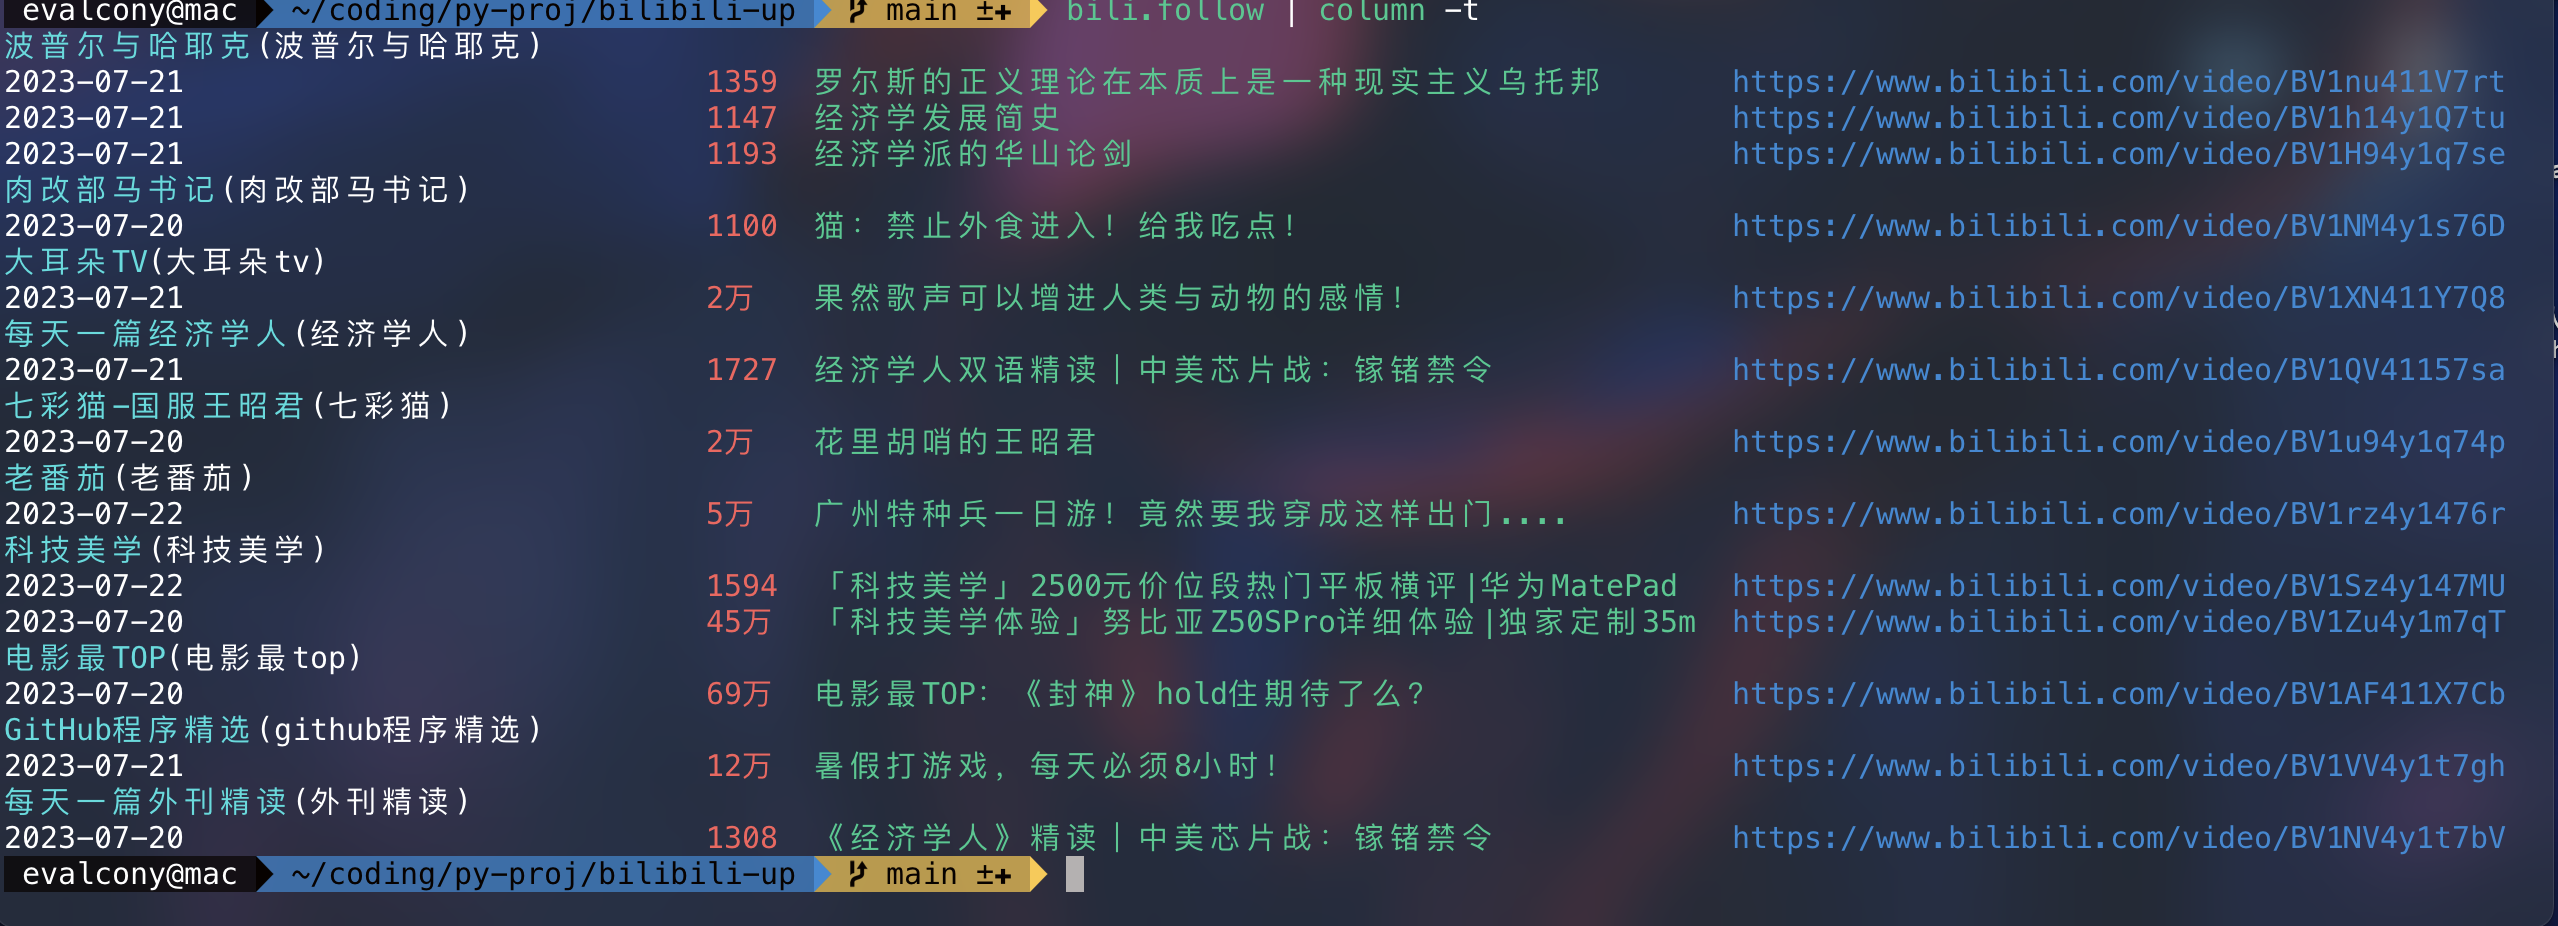 evalcony@mac ~/coding/py-proj/bilibili-up main ±✚ bili.follow | column -t
波普尔与哈耶克(波普尔与哈耶克)
2023-07-21 1359 罗尔斯的正义理论在本质上是一种现实主义乌托邦 https://www.bilibili.com/video/BV1nu411V7rt
2023-07-21 1147 经济学发展简史 https://www.bilibili.com/video/BV1h14y1Q7tu
2023-07-21 1193 经济学派的华山论剑 https://www.bilibili.com/video/BV1H94y1q7se
肉改部马书记(肉改部马书记)
2023-07-20 1100 猫：禁止外食进入！给我吃点！ https://www.bilibili.com/video/BV1NM4y1s76D
大耳朵TV(大耳朵tv)
2023-07-21 2万 果然歌声可以增进人类与动物的感情！ https://www.bilibili.com/video/BV1XN411Y7Q8
每天一篇经济学人(经济学人)
2023-07-21 1727 经济学人双语精读｜中美芯片战：镓锗禁令 https://www.bilibili.com/video/BV1QV41157sa
七彩猫-国服王昭君(七彩猫)
2023-07-20 2万 花里胡哨的王昭君 https://www.bilibili.com/video/BV1u94y1q74p
老番茄(老番茄)
2023-07-22 5万 广州特种兵一日游！竟然要我穿成这样出门.... https://www.bilibili.com/video/BV1rz4y1476r
科技美学(科技美学)
2023-07-22 1594 「科技美学」2500元价位段热门平板横评|华为MatePad https://www.bilibili.com/video/BV1Sz4y147MU
2023-07-20 45万 「科技美学体验」努比亚Z50SPro详细体验|独家定制35m https://www.bilibili.com/video/BV1Zu4y1m7qT
电影最TOP(电影最top)
2023-07-20 69万 电影最TOP：《封神》hold住期待了么？ https://www.bilibili.com/video/BV1AF411X7Cb
GitHub程序精选(github程序精选)
2023-07-21 12万 暑假打游戏，每天必须8小时！ https://www.bilibili.com/video/BV1VV4y1t7gh
每天一篇外刊精读(外刊精读)
2023-07-20 1308 《经济学人》精读｜中美芯片战：镓锗禁令 https://www.bilibili.com/video/BV1NV4y1t7bV
evalcony@mac ~/coding/py-proj/bilibili-up main ±✚